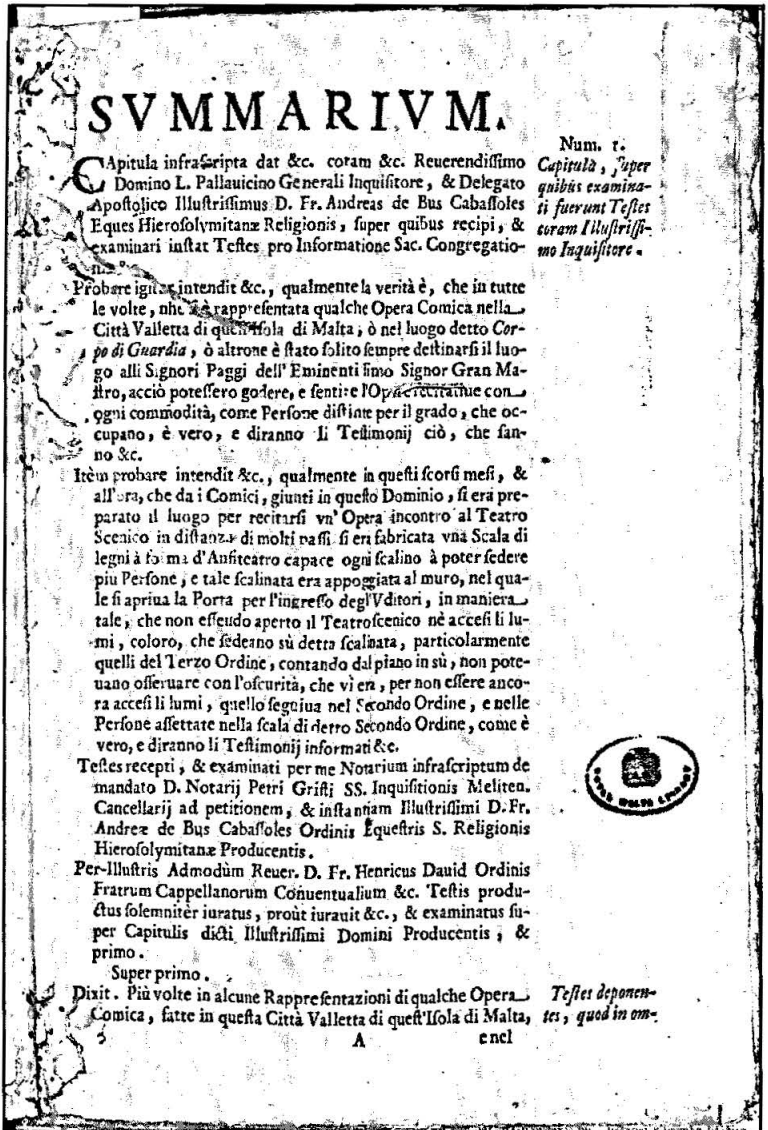 SVMMARIVM.
Num. 1.
Capitula, super
quibus examina-
ti fuerunt Testes
coram Illustrissi-
mo Inquisitore.
CApitula infrascripta dat &c. coram &c. Reuerendissimo
Domino L. Pallauicino Generali Inquisitore, & Delegato
Apostolico Illustrissimus D. Fr. Andreas de Bus Cabassoles
Eques Hierosolymitanæ Religionis, super quibus recipi, &
examinari instat Testes pro Informatione Sac. Congregatio-
nis &c.
Probare igitur intendit &c., qualmente la verità è, che in tutte
le volte, che si è rappresentata qualche Opera Comica nella
Città Valletta di quest'Isola di Malta, ò nel luogo detto Cor-
po di Guardia, ò altrone è stato solito sempre destinarsi il luo-
go alli Signori Paggi dell'Eminentissimo Signor Gran Ma-
stro, acciò potessero godere, e sentire l'Opere recitatiue con
ogni commodità, come Persone distinte per il grado, che oc-
cupano, è vero, e diranno li Testimonij ciò, che san-
no &c.
Itèm probare intendit &c., qualmente in questi scorsi mesi, &
all'ora, che da i Comici, giunti in questo Dominio, si era pre-
parato il luogo per recitarsi vn'Opera incontro al Teatro
Scenico in distanza di molti passi si era fabricata vna Scala di
legni à forma d'Anfiteatro capace ogni scalino à poter sedere
più Persone, e tale scalinata era appoggiata al muro, nel qua-
le si apriua la Porta per l'ingresso degl'Vditori, in maniera
tale, che non essendo aperto il Teatroscenico nè accesi li lu-
mi, coloro, che sedeano sù detta scalinata, particolarmente
quelli del Terzo Ordine, contando dal piano in sù, non pote-
uano osseruare con l'oscurità, che vi era, per non essere anco-
ra accesi li lumi, quello seguiua nel Secondo Ordine, e nelle
Persone assettate nella scala di detto Secondo Ordine, come è
vero, e diranno li Testimonij informati &c.
Testes recepti, & examinati per me Notarium infrascriptum de
mandato D. Notarij Petri Gristi SS. Inquisitionis Meliten.
Cancellarij ad petitionem, & instantiam Illustrissimi D. Fr.
Andreæ de Bus Cabassoles Ordinis Equestris S. Religionis
Hierosolymitanæ Producentis.
Per-Illustris Admodùm Reuer. D. Fr. Henricus Dauid Ordinis
Fratrum Cappellanorum Conuentualium &c. Testis produ-
ctus solemnitèr iuratus, proùt iurauit &c., & examinatus su-
per Capitulis dicti Illustrissimi Domini Producentis, &
primo.
Super primo.
Dixit. Più volte in alcune Rappresentazioni di qualche Opera
Comica, fatte in questa Città Valletta di quest'Isola di Malta,
Testes deponen-
tes, quod in om-
A
enel
ROYAL MALTA LIBRARY